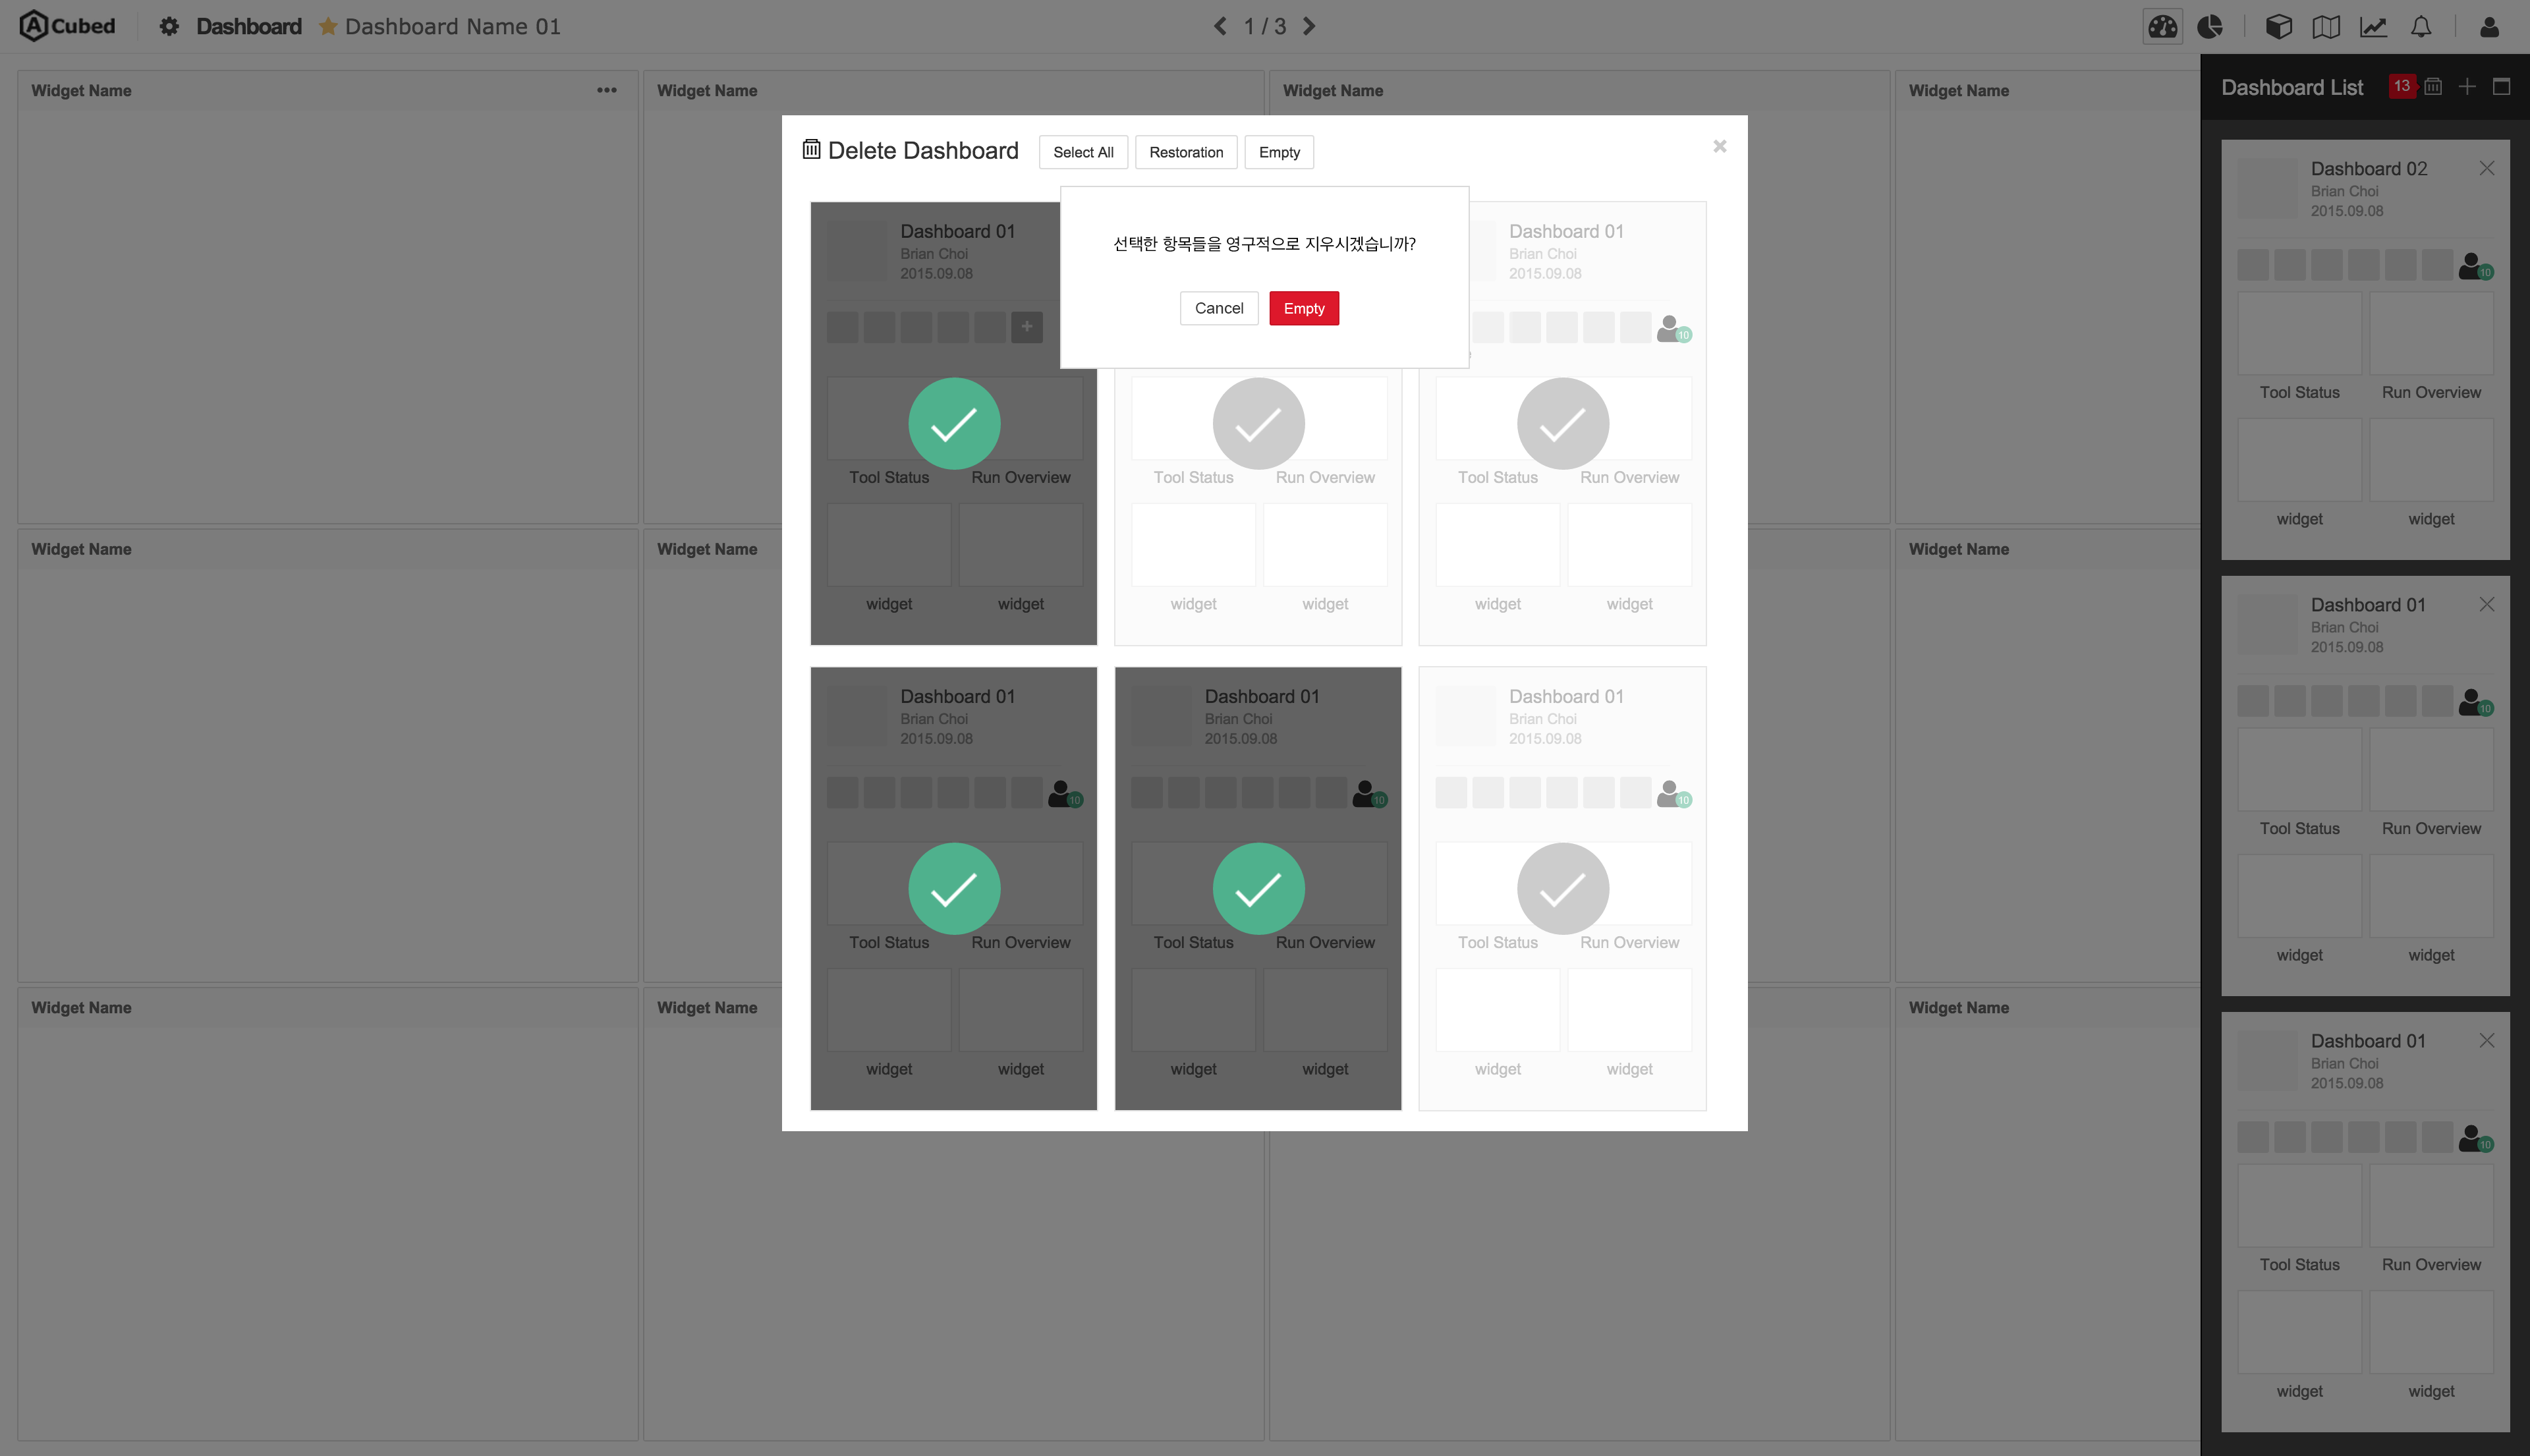 A Cubed Dashboard Dashboard Name 01 1 / 3
Widget Name
Widget Name
Widget Name
Widget Name
Widget Name
Widget Name
Widget Name
Widget Name
Widget Name
Widget Name
Delete Dashboard Select All Restoration Empty
선택한 항목들을 영구적으로 지우시겠습니까?
Cancel Empty
Dashboard 01
Brian Choi
2015.09.08
+
Tool Status Run Overview
widget widget
Tool Status Run Overview
widget widget
Dashboard 01
Brian Choi
2015.09.08
10
Tool Status Run Overview
widget widget
Dashboard 01
Brian Choi
2015.09.08
10
Tool Status Run Overview
widget widget
Dashboard 01
Brian Choi
2015.09.08
10
Tool Status Run Overview
widget widget
Dashboard 01
Brian Choi
2015.09.08
10
Tool Status Run Overview
widget widget
Dashboard List 13
Dashboard 02
Brian Choi
2015.09.08
10
Tool Status Run Overview
widget widget
Dashboard 01
Brian Choi
2015.09.08
10
Tool Status Run Overview
widget widget
Dashboard 01
Brian Choi
2015.09.08
10
Tool Status Run Overview
widget widget